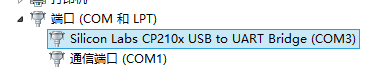 端口 (COM 和 LPT)
Silicon Labs CP210x USB to UART Bridge (COM3)
通信端口 (COM1)